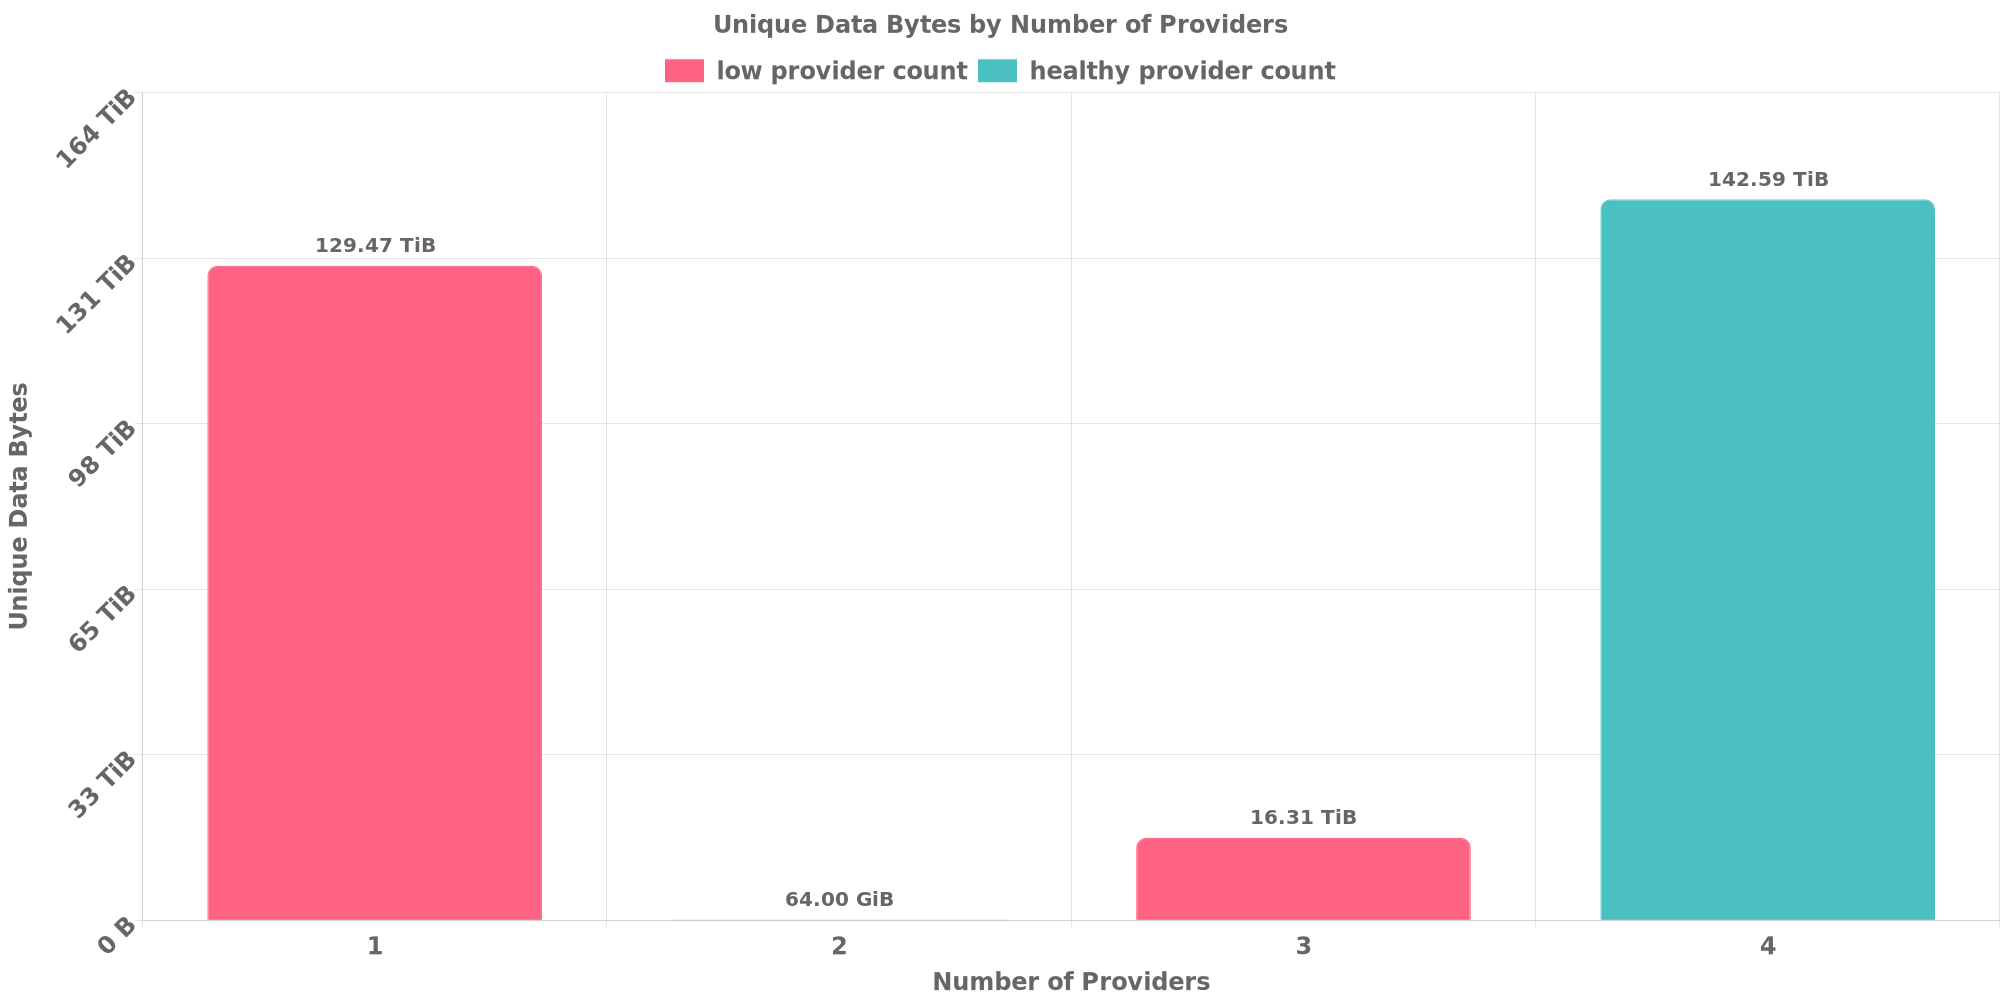 Unique Data Bytes by Number of Providers
low provider count healthy provider count
164 TiB
131 TiB
98 TiB
65 TiB
33 TiB
0 B
Unique Data Bytes
129.47 TiB
64.00 GiB
16.31 TiB
142.59 TiB
1 2 3 4
Number of Providers